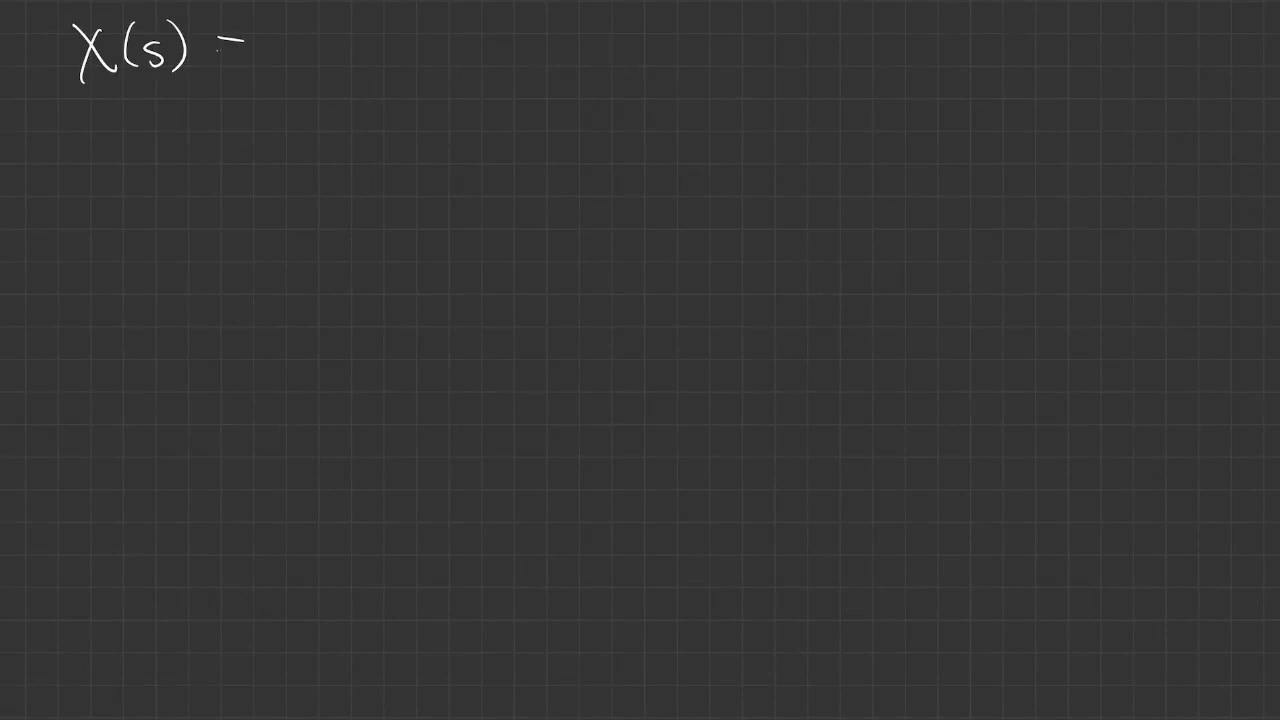 X(s) =